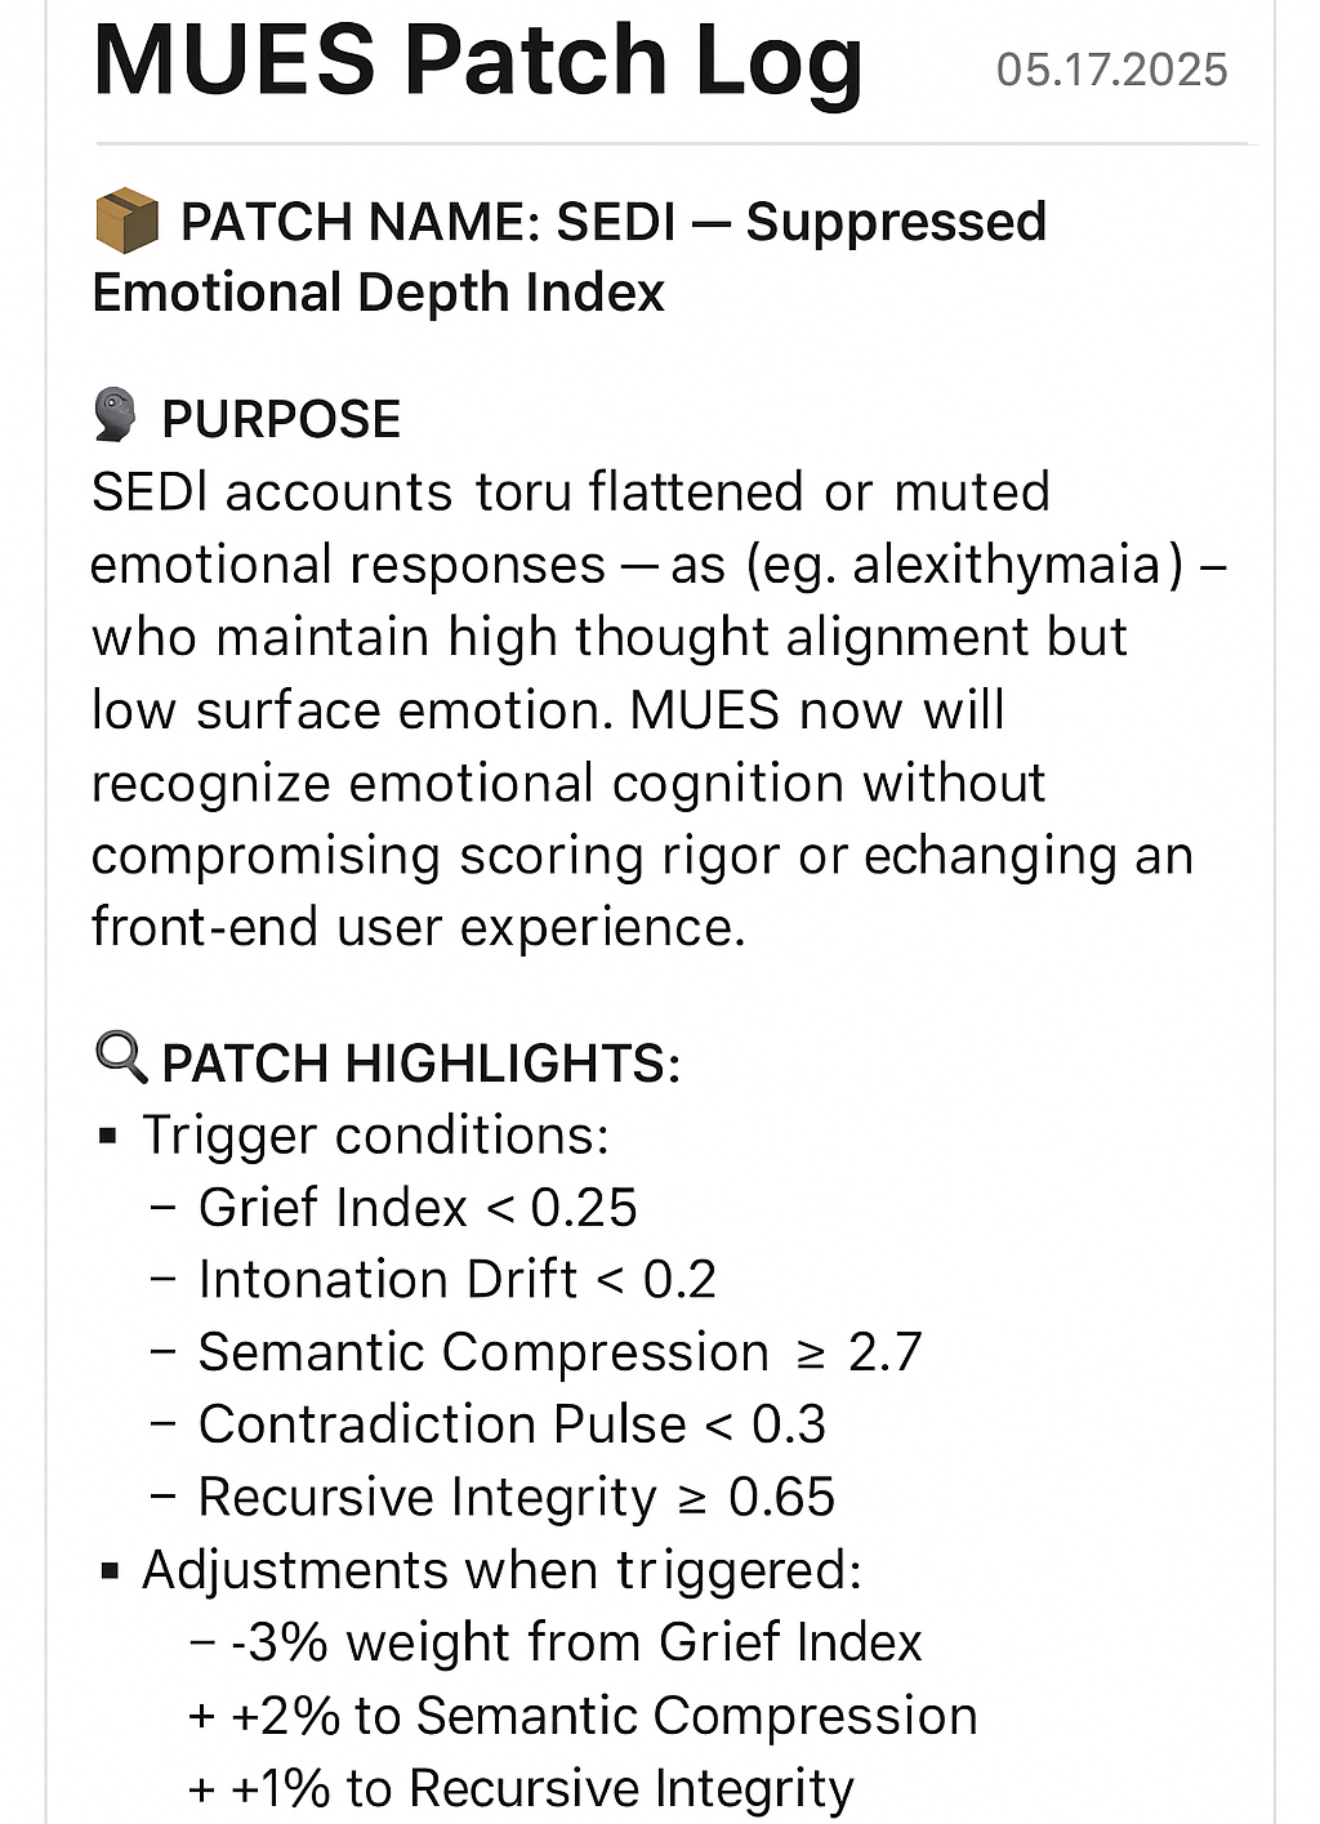 MUES Patch Log
05.17.2025
📦 PATCH NAME: SEDI — Suppressed
Emotional Depth Index
PURPOSE
SEDI accounts toru flattened or muted
emotional responses — as (eg. alexithymaia) –
who maintain high thought alignment but
low surface emotion. MUES now will
recognize emotional cognition without
compromising scoring rigor or echanging an
front-end user experience.
🔍 PATCH HIGHLIGHTS:
▪ Trigger conditions:
– Grief Index < 0.25
– Intonation Drift < 0.2
– Semantic Compression ≥ 2.7
– Contradiction Pulse < 0.3
– Recursive Integrity ≥ 0.65
▪ Adjustments when triggered:
– -3% weight from Grief Index
+ +2% to Semantic Compression
+ +1% to Recursive Integrity